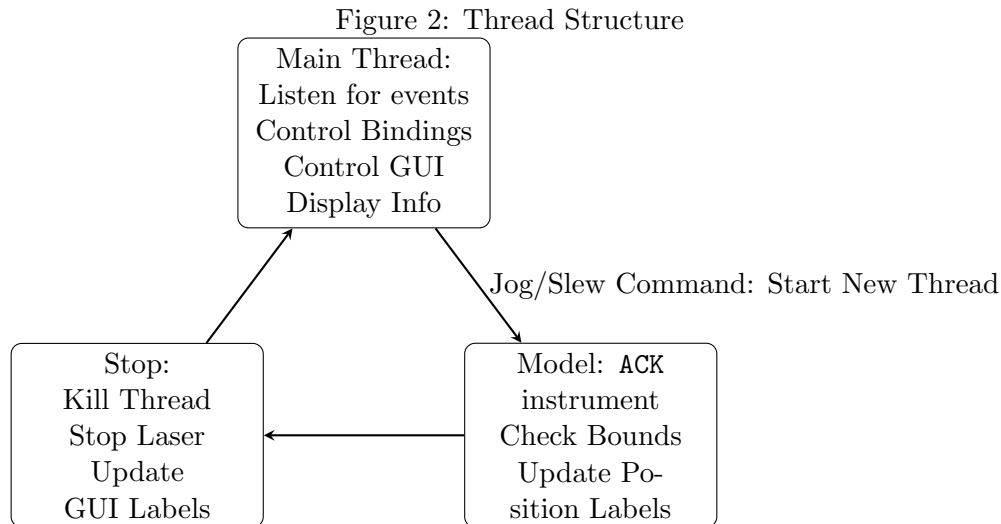 Figure 2: Thread Structure
Main Thread:
Listen for events
Control Bindings
Control GUI
Display Info
Jog/Slew Command: Start New Thread
Stop:
Kill Thread
Stop Laser
Update
GUI Labels
Model: ACK
instrument
Check Bounds
Update Po-
sition Labels